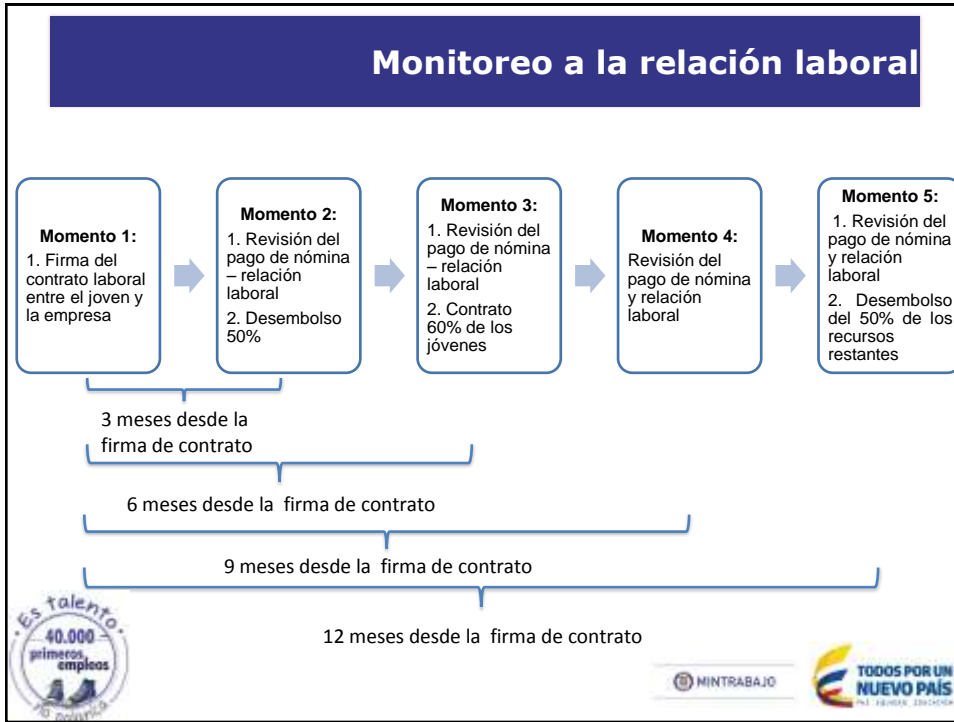 Monitoreo a la relación laboral
Momento 1:
1. Firma del
contrato laboral
entre el joven y
la empresa
Momento 2:
1. Revisión del
pago de nómina
– relación
laboral
2. Desembolso
50%
Momento 3:
1. Revisión del
pago de nómina
– relación
laboral
2. Contrato
60% de los
jóvenes
Momento 4:
Revisión del
pago de nómina
y relación
laboral
Momento 5:
1. Revisión del
pago de nómina
y relación
laboral
2. Desembolso
del 50% de los
recursos
restantes
3 meses desde la
firma de contrato
6 meses desde la firma de contrato
9 meses desde la firma de contrato
12 meses desde la firma de contrato
Es talento
40.000
primeros
empleos
no palanca
MINTRABAJO
TODOS POR UN
NUEVO PAÍS
PAZ EQUIDAD EDUCACIÓN